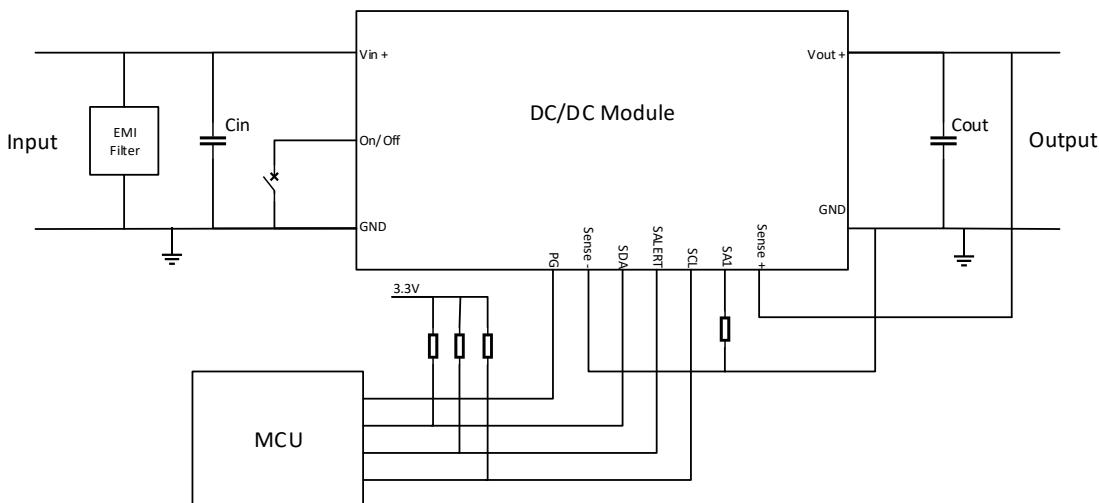 Vin +
Vout +
DC/DC Module
Input
EMI
Filter
Cin
On/Off
Cout
Output
GND
GND
PG
Sense -
SDA
SALERT
SCL
SA1
Sense +
3.3V
MCU